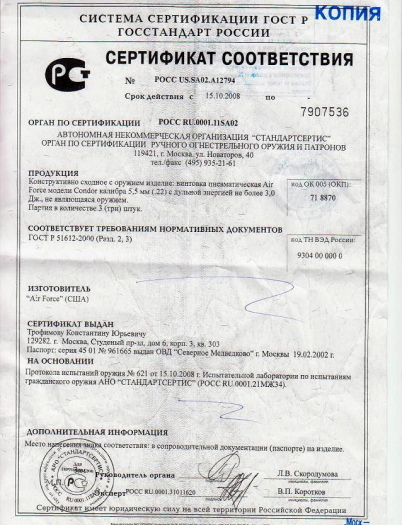 КОПИЯ
СИСТЕМА СЕРТИФИКАЦИИ ГОСТ Р
ГОССТАНДАРТ РОССИИ
СЕРТИФИКАТ СООТВЕТСТВИЯ
№ РОСС US.SA02.A12794
Срок действия с 15.10.2008 по -
7907536
ОРГАН ПО СЕРТИФИКАЦИИ РОСС RU.0001.11SA02
АВТОНОМНАЯ НЕКОММЕРЧЕСКАЯ ОРГАНИЗАЦИЯ "СТАНДАРТСЕРТИС"
ОРГАН ПО СЕРТИФИКАЦИИ РУЧНОГО ОГНЕСТРЕЛЬНОГО ОРУЖИЯ И ПАТРОНОВ
119421, г. Москва, ул. Новаторов, 40
тел./факс (495) 935-21-61
ПРОДУКЦИЯ
Конструктивно сходное с оружием изделие: винтовка пневматическая Air
Force модели Condor калибра 5,5 мм (.22) с дульной энергией не более 3,0
Дж., не являющаяся оружием.
Партия в количестве 3 (три) штук.
код ОК 005 (ОКП):
71 8870
СООТВЕТСТВУЕТ ТРЕБОВАНИЯМ НОРМАТИВНЫХ ДОКУМЕНТОВ
ГОСТ Р 51612-2000 (Разд. 2, 3)
код ТН ВЭД России:
9304 00 000 0
ИЗГОТОВИТЕЛЬ
"Air Force" (США)
СЕРТИФИКАТ ВЫДАН
Трофимову Константину Юрьевичу
129282, г. Москва, Студеный пр-зд, дом 6, корп. 3, кв. 303
Паспорт: серия 45 01 № 961665 выдан ОВД "Северное Медведково" г. Москвы 19.02.2002 г.
НА ОСНОВАНИИ
Протокола испытаний оружия № 621 от 15.10.2008 г. Испытательной лаборатории по испытаниям
гражданского оружия АНО "СТАНДАРТСЕРТИС" (РОСС RU.0001.21МЖ34).
ДОПОЛНИТЕЛЬНАЯ ИНФОРМАЦИЯ
Место нанесения знака соответствия: в сопроводительной документации (паспорте) на изделие.
Руководитель органа Л.В. Скородумова
Эксперт РОСС RU.0001.31011620 В.П. Коротков
М.П.
Сертификат имеет юридическую силу на всей территории Российской Федерации